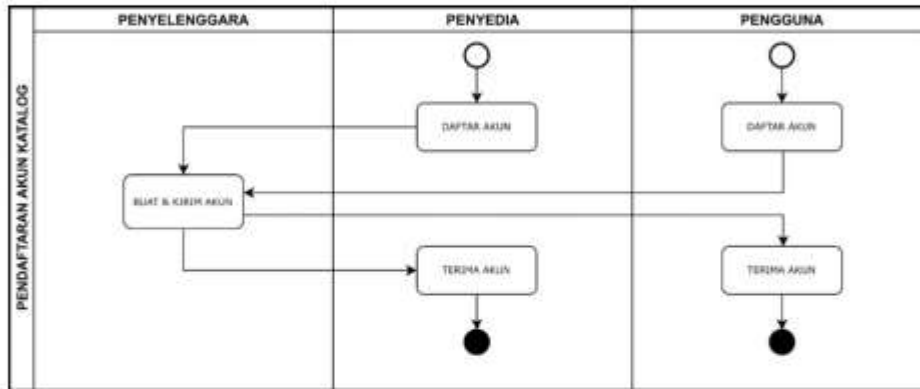 PENYELENGGARA
PENYEDIA
PENGGUNA
PENDAFTARAN AKUN KATALOG
DAFTAR AKUN
DAFTAR AKUN
BUAT & KIRIM AKUN
TERIMA AKUN
TERIMA AKUN